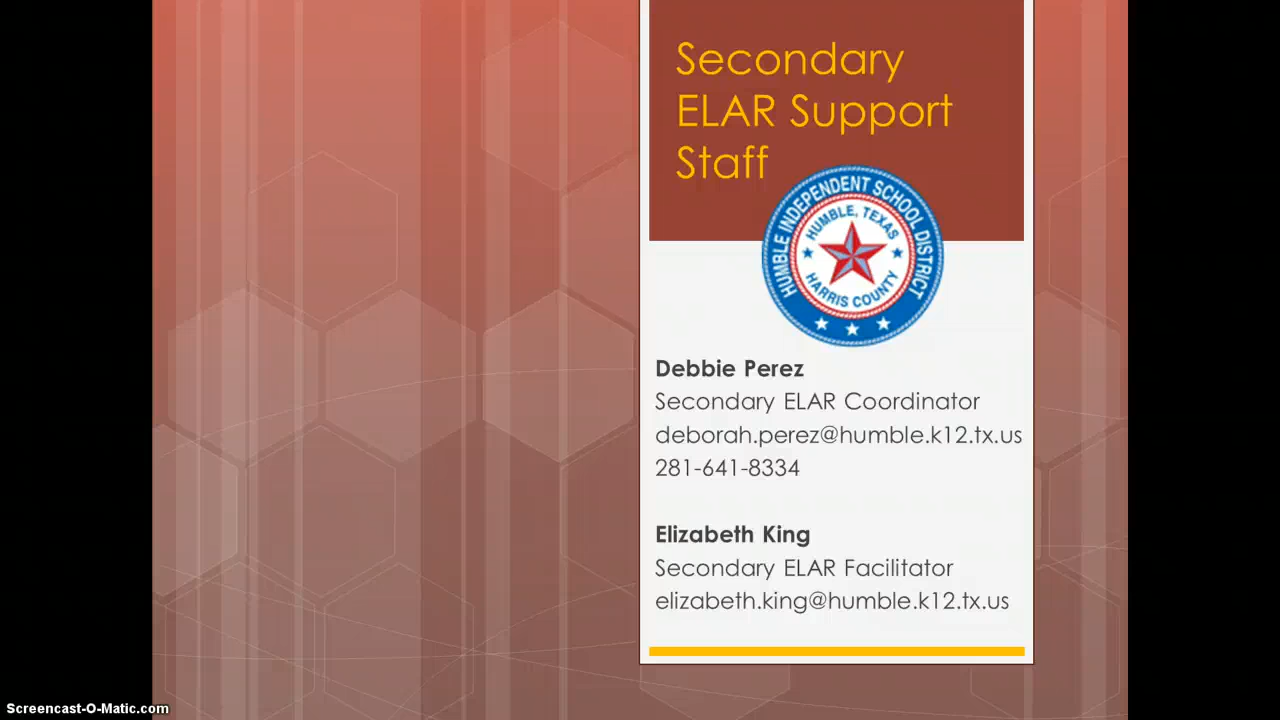 Secondary
ELAR Support
Staff
HUMBLE INDEPENDENT SCHOOL DISTRICT
HUMBLE, TEXAS
HARRIS COUNTY
Debbie Perez
Secondary ELAR Coordinator
deborah.perez@humble.k12.tx.us
281-641-8334
Elizabeth King
Secondary ELAR Facilitator
elizabeth.king@humble.k12.tx.us
Screencast-O-Matic.com